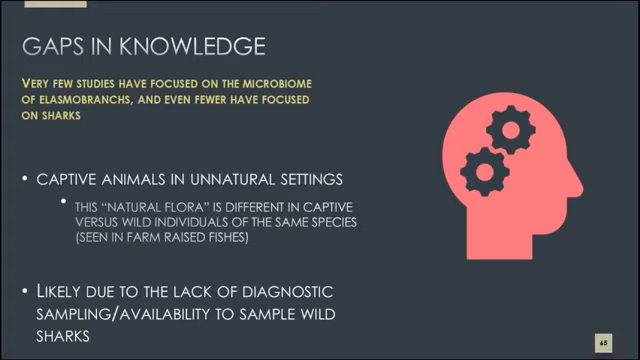 GAPS IN KNOWLEDGE
VERY FEW STUDIES HAVE FOCUSED ON THE MICROBIOME
OF ELASMOBRANCHS, AND EVEN FEWER HAVE FOCUSED
ON SHARKS
• CAPTIVE ANIMALS IN UNNATURAL SETTINGS
• THIS “NATURAL FLORA” IS DIFFERENT IN CAPTIVE
VERSUS WILD INDIVIDUALS OF THE SAME SPECIES
(SEEN IN FARM RAISED FISHES)
• LIKELY DUE TO THE LACK OF DIAGNOSTIC
SAMPLING/AVAILABILITY TO SAMPLE WILD
SHARKS
65